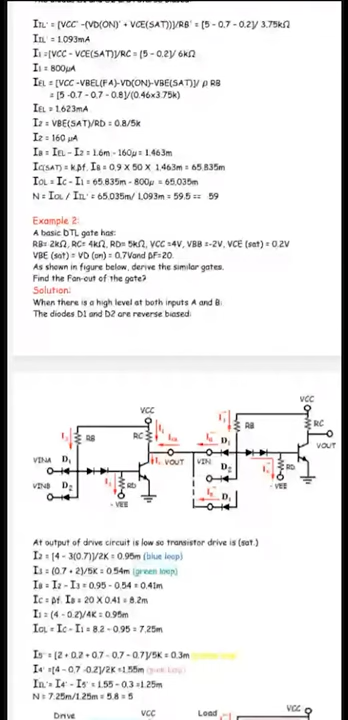 IIL' = [VCC' -(VD(ON)' + VCE(SAT))]/RB' = [5 -0.7 -0.2]/ 3.75kΩ
IIL' = 1.093mA
I1 =[VCC - VCE(SAT)]/RC = [5 - 0.2]/ 6kΩ
I1 = 800μA
IEL = [VCC -VBEL(FA)-VD(ON)-VBE(SAT)]/ ρ RB
= [5 -0.7 - 0.7 - 0.8]/(0.46x3.75k)
IEL = 1.623mA
I2 = VBE(SAT)/RD = 0.8/5k
I2 = 160 μA
IB = IEL - I2 = 1.6m - 160μ = 1.463m
IC(SAT) = k.βf. IB = 0.9 X 50 X 1.463m = 65.835m
IOL = IC - I1 = 65.835m - 800μ = 65.035m
N = IOL / IIL' = 65.035m/ 1.093m = 59.5 == 59
Example 2:
A basic DTL gate has:
RB= 2kΩ, RC= 4kΩ, RD= 5kΩ, VCC =4V, VBB =-2V, VCE (sat) = 0.2V
VBE (sat) = VD (on) = 0.7Vand βF=20.
As shown in figure below, derive the similar gates.
Find the Fan-out of the gate?
Solution:
When there is a high level at both inputs A and B:
The diodes D1 and D2 are reverse biased:
VCC
VCC
RB
RC
RB
RC
VOUT
VINA
D1
VOUT
VIN
D1
VINB
D2
RD
D2
RD
- VEE
- VEE
D1
At output of drive circuit is low so transistor drive is (sat.)
I2 = [4 - 3(0.7)]/2K = 0.95m (blue loop)
I3 = (0.7 + 2)/5K = 0.54m (green loop)
IB = I2 - I3 = 0.95 - 0.54 = 0.41m
IC = βf. IB = 20 X 0.41 = 8.2m
I1 = (4 - 0.2)/4K = 0.95m
IOL = IC - I1 = 8.2 - 0.95 = 7.25m
I5' = [2 + 0.2 + 0.7 - 0.7 -0.7]/5K = 0.3m
I4' =[4 -0.7 -0.2]/2K =1.55m
IIL'= I4' - I5' = 1.55 -0.3 =1.25m
N = 7.25m/1.25m = 5.8 = 5
Drive
VCC
Load
VCC